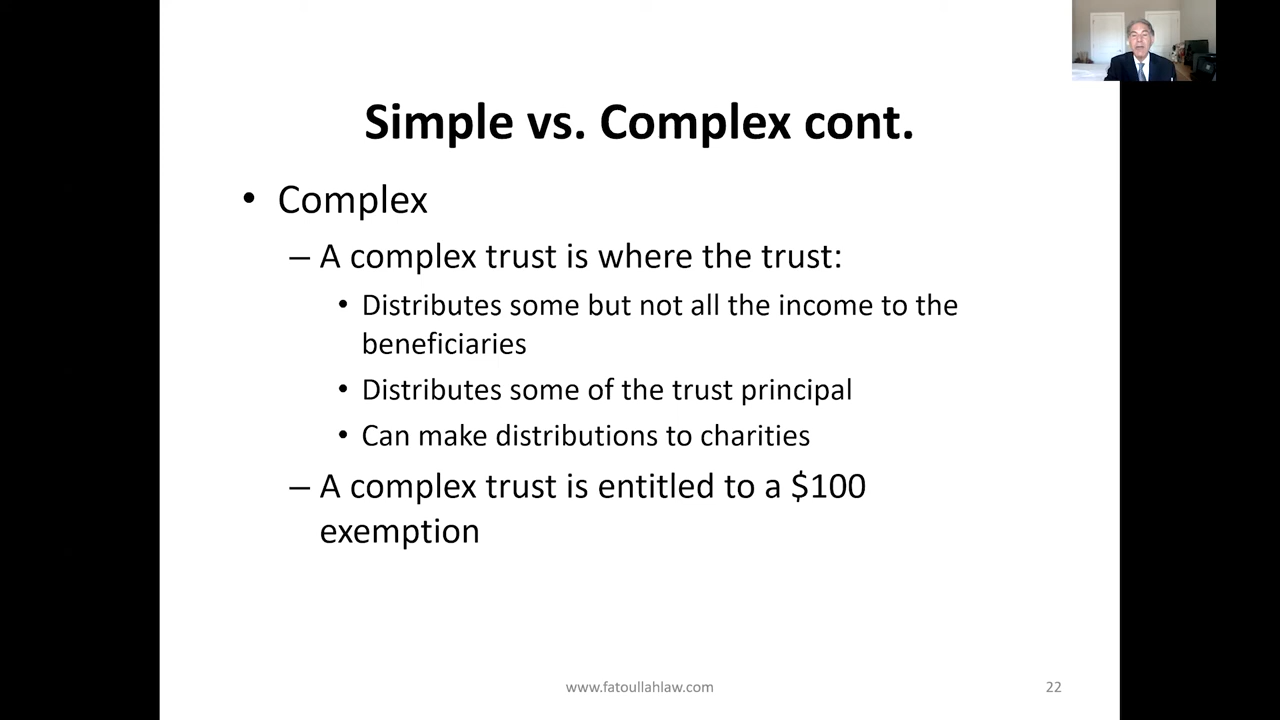 Simple vs. Complex cont.
• Complex
– A complex trust is where the trust:
• Distributes some but not all the income to the
beneficiaries
• Distributes some of the trust principal
• Can make distributions to charities
– A complex trust is entitled to a $100
exemption
www.fatoullahlaw.com
22